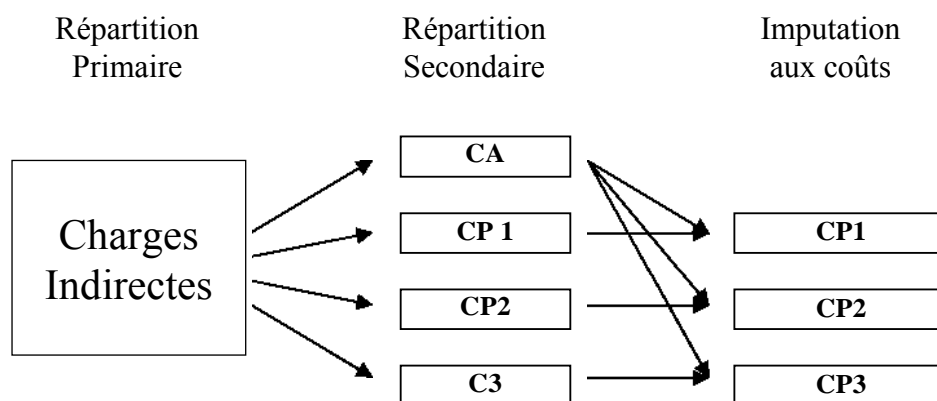 Répartition
Primaire
Répartition
Secondaire
Imputation
aux coûts
Charges
Indirectes
CA
CP 1
CP2
C3
CP1
CP2
CP3